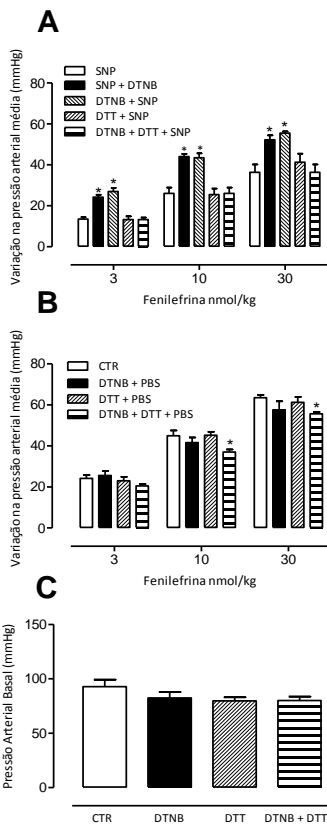 A
Variação na pressão arterial média (mmHg)
80
60
40
20
0
SNP
SNP + DTNB
DTNB + SNP
DTT + SNP
DTNB + DTT + SNP
* *
* *
* *
3 10 30
Fenilefrina nmol/kg
B
Variação na pressão arterial média (mmHg)
80
60
40
20
0
CTR
DTNB + PBS
DTT + PBS
DTNB + DTT + PBS
*
*
3 10 30
Fenilefrina nmol/kg
C
Pressão Arterial Basal (mmHg)
150
100
50
0
CTR DTNB DTT DTNB + DTT